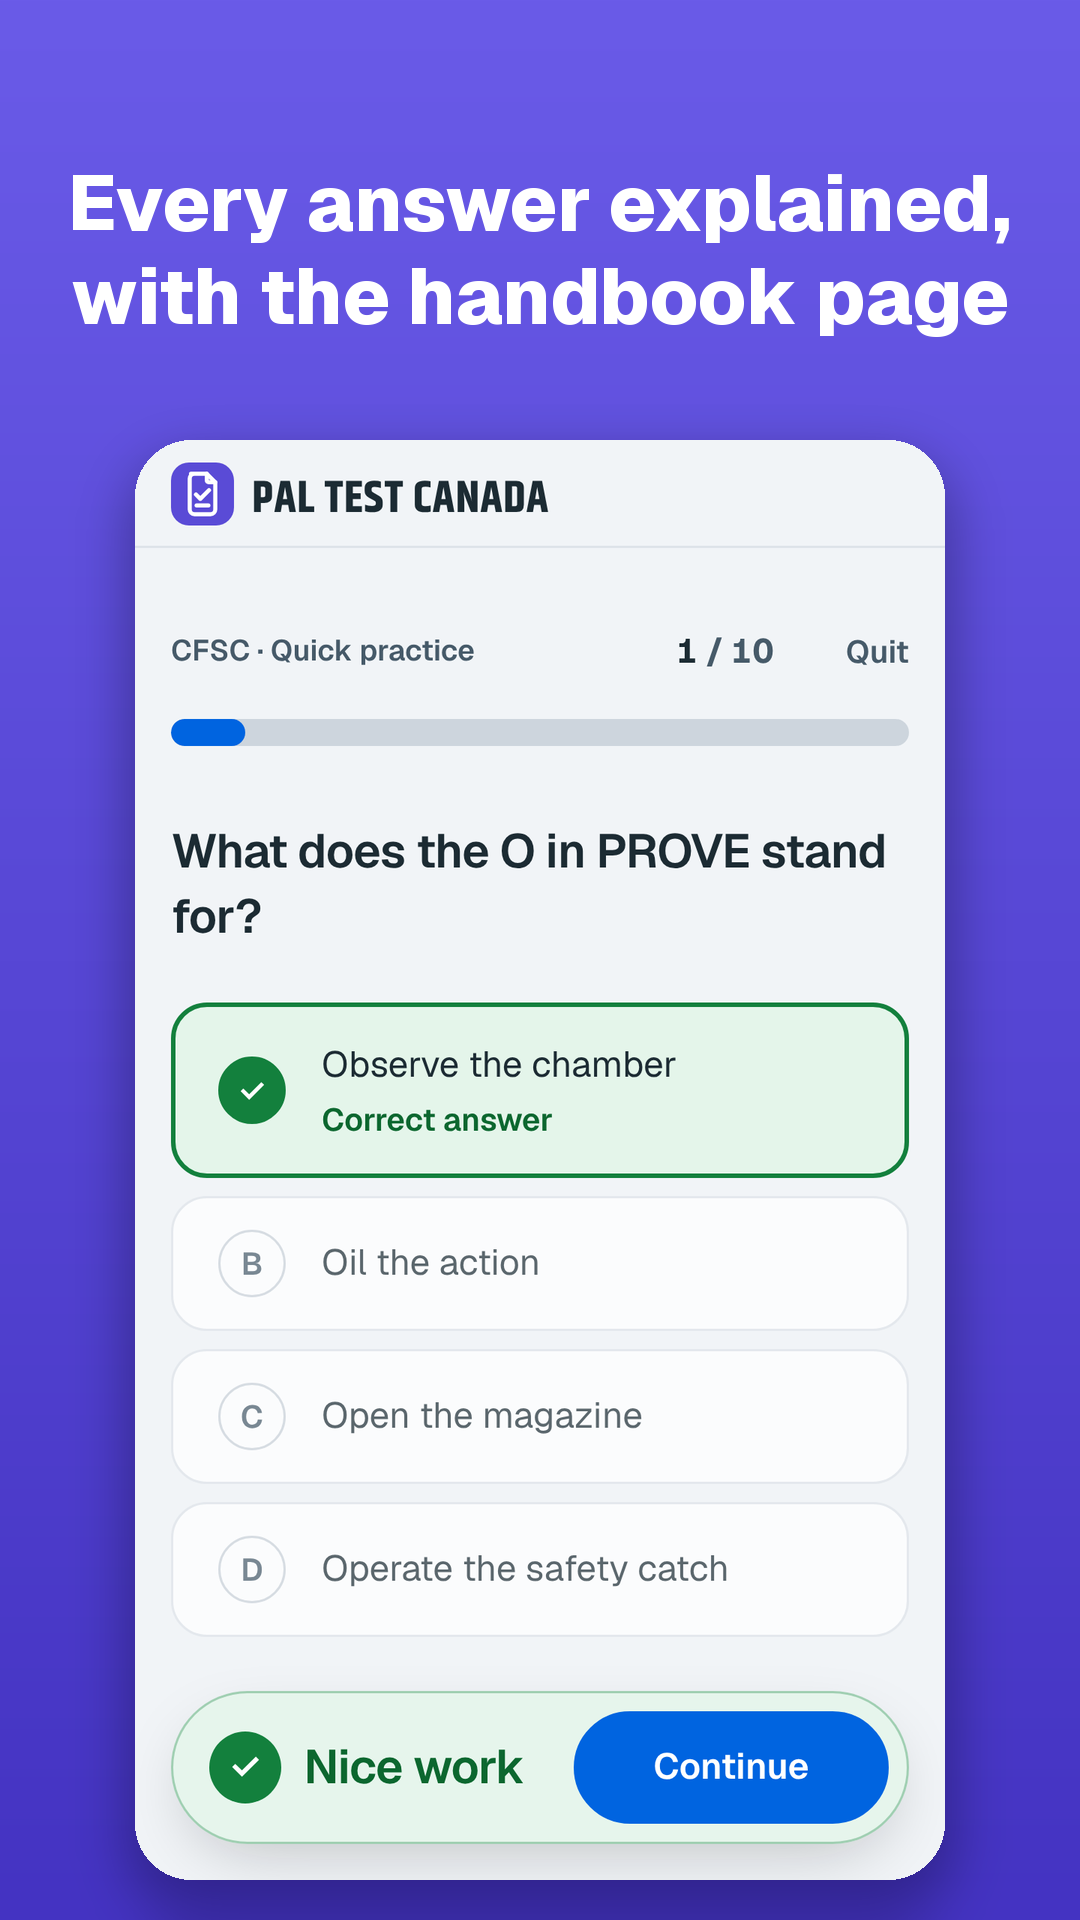 Every answer explained,
with the handbook page
PAL TEST CANADA
CFSC · Quick practice
1 / 10
Quit
What does the O in PROVE stand
for?
Observe the chamber
Correct answer
B
Oil the action
C
Open the magazine
D
Operate the safety catch
Nice work
Continue